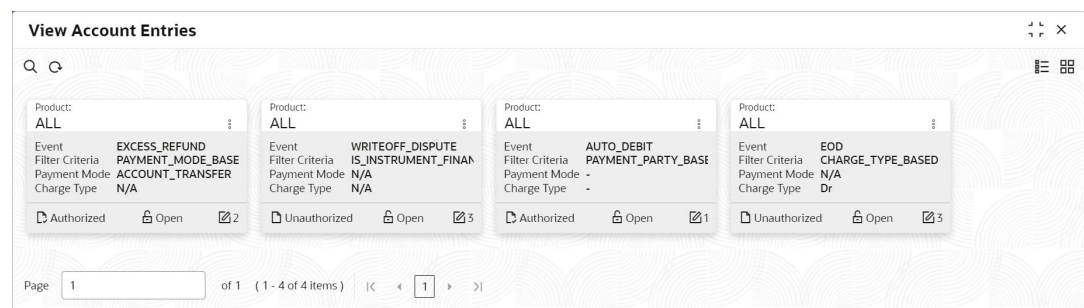 View Account Entries
Product:
ALL
Event EXCESS_REFUND
Filter Criteria PAYMENT_MODE_BASE
Payment Mode ACCOUNT_TRANSFER
Charge Type N/A
Authorized Open 2
Product:
ALL
Event WRITEOFF_DISPUTE
Filter Criteria IS_INSTRUMENT_FINAN
Payment Mode N/A
Charge Type N/A
Unauthorized Open 3
Product:
ALL
Event AUTO_DEBIT
Filter Criteria PAYMENT_PARTY_BASE
Payment Mode -
Charge Type -
Authorized Open 1
Product:
ALL
Event EOD
Filter Criteria CHARGE_TYPE_BASED
Payment Mode N/A
Charge Type Dr
Unauthorized Open 3
Page 1 of 1 ( 1 - 4 of 4 items ) 1